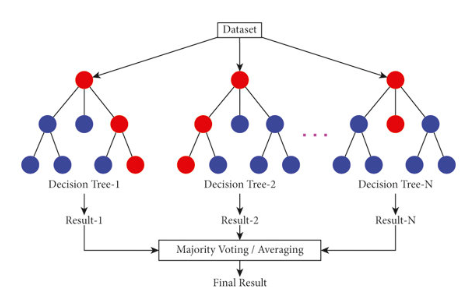 Dataset
Decision Tree-1
Decision Tree-2
Decision Tree-N
Result-1
Result-2
Result-N
Majority Voting / Averaging
Final Result